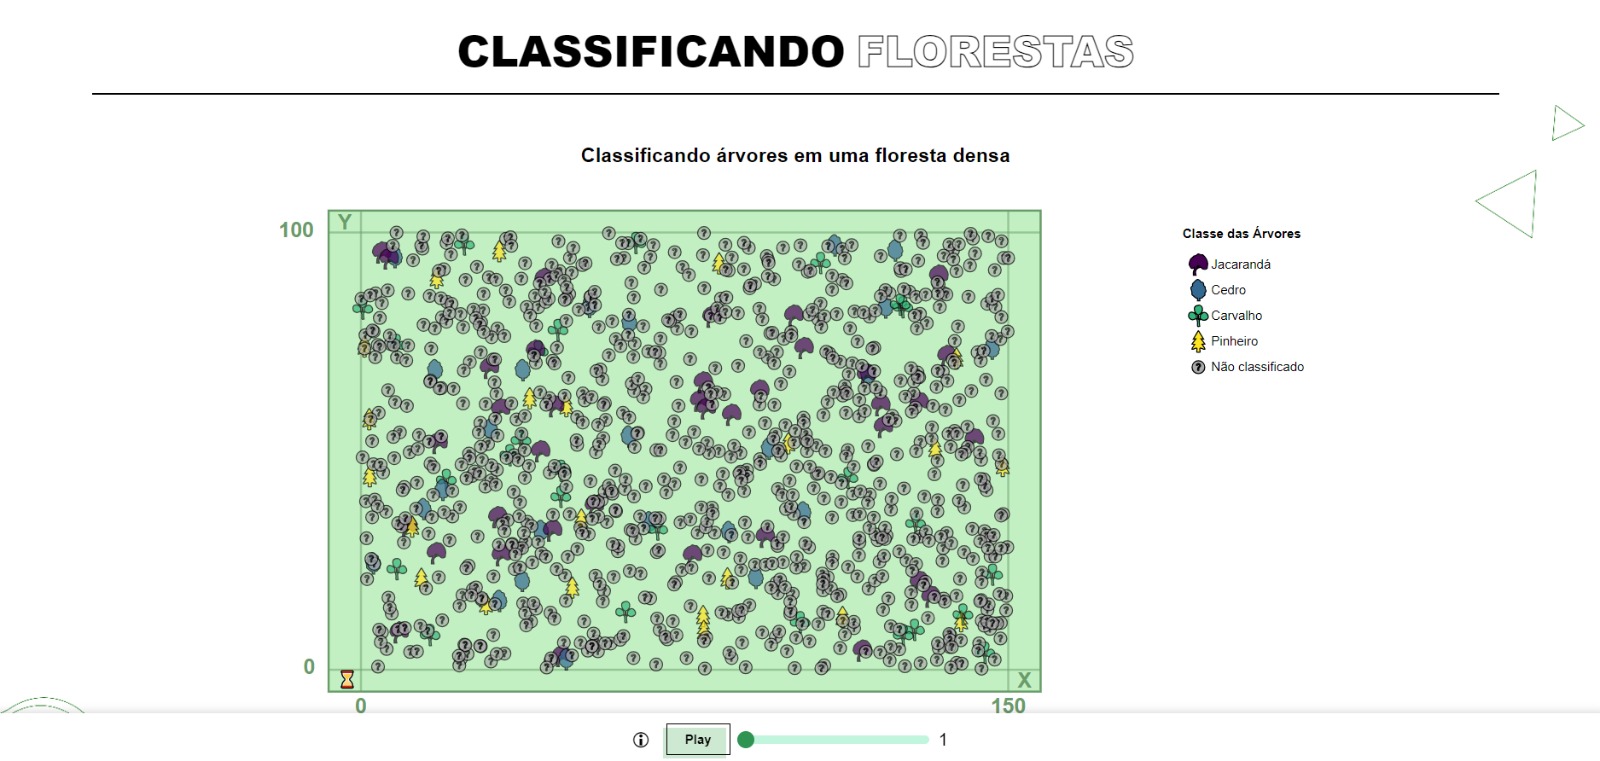 CLASSIFICANDO FLORESTAS
Classificando árvores em uma floresta densa
Y
100
0
X
0
150
Classe das Árvores
Jacarandá
Cedro
Carvalho
Pinheiro
? Não classificado
Play
1